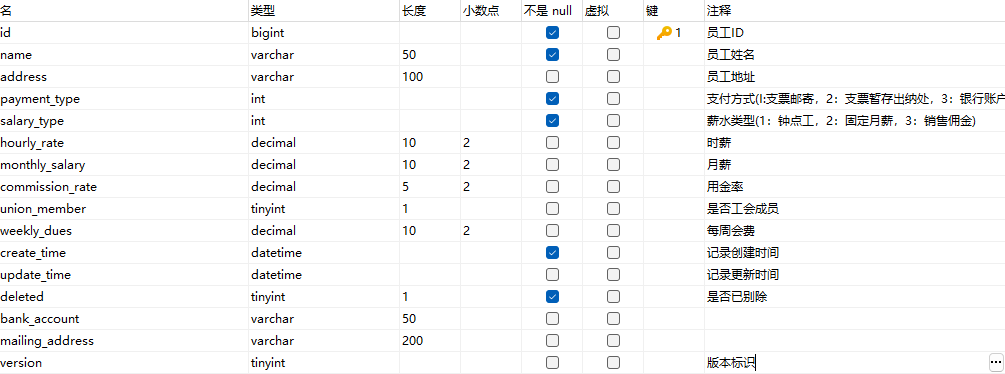 名 类型 长度 小数点 不是 null 虚拟 键 注释
id bigint 1 员工ID
name varchar 50 员工姓名
address varchar 100 员工地址
payment_type int 支付方式(I:支票邮寄，2：支票暂存出纳处，3：银行账户
salary_type int 薪水类型(1：钟点工，2：固定月薪，3：销售佣金)
hourly_rate decimal 10 2 时薪
monthly_salary decimal 10 2 月薪
commission_rate decimal 5 2 用金率
union_member tinyint 1 是否工会成员
weekly_dues decimal 10 2 每周会费
create_time datetime 记录创建时间
update_time datetime 记录更新时间
deleted tinyint 1 是否已别除
bank_account varchar 50
mailing_address varchar 200
version tinyint 版本标识